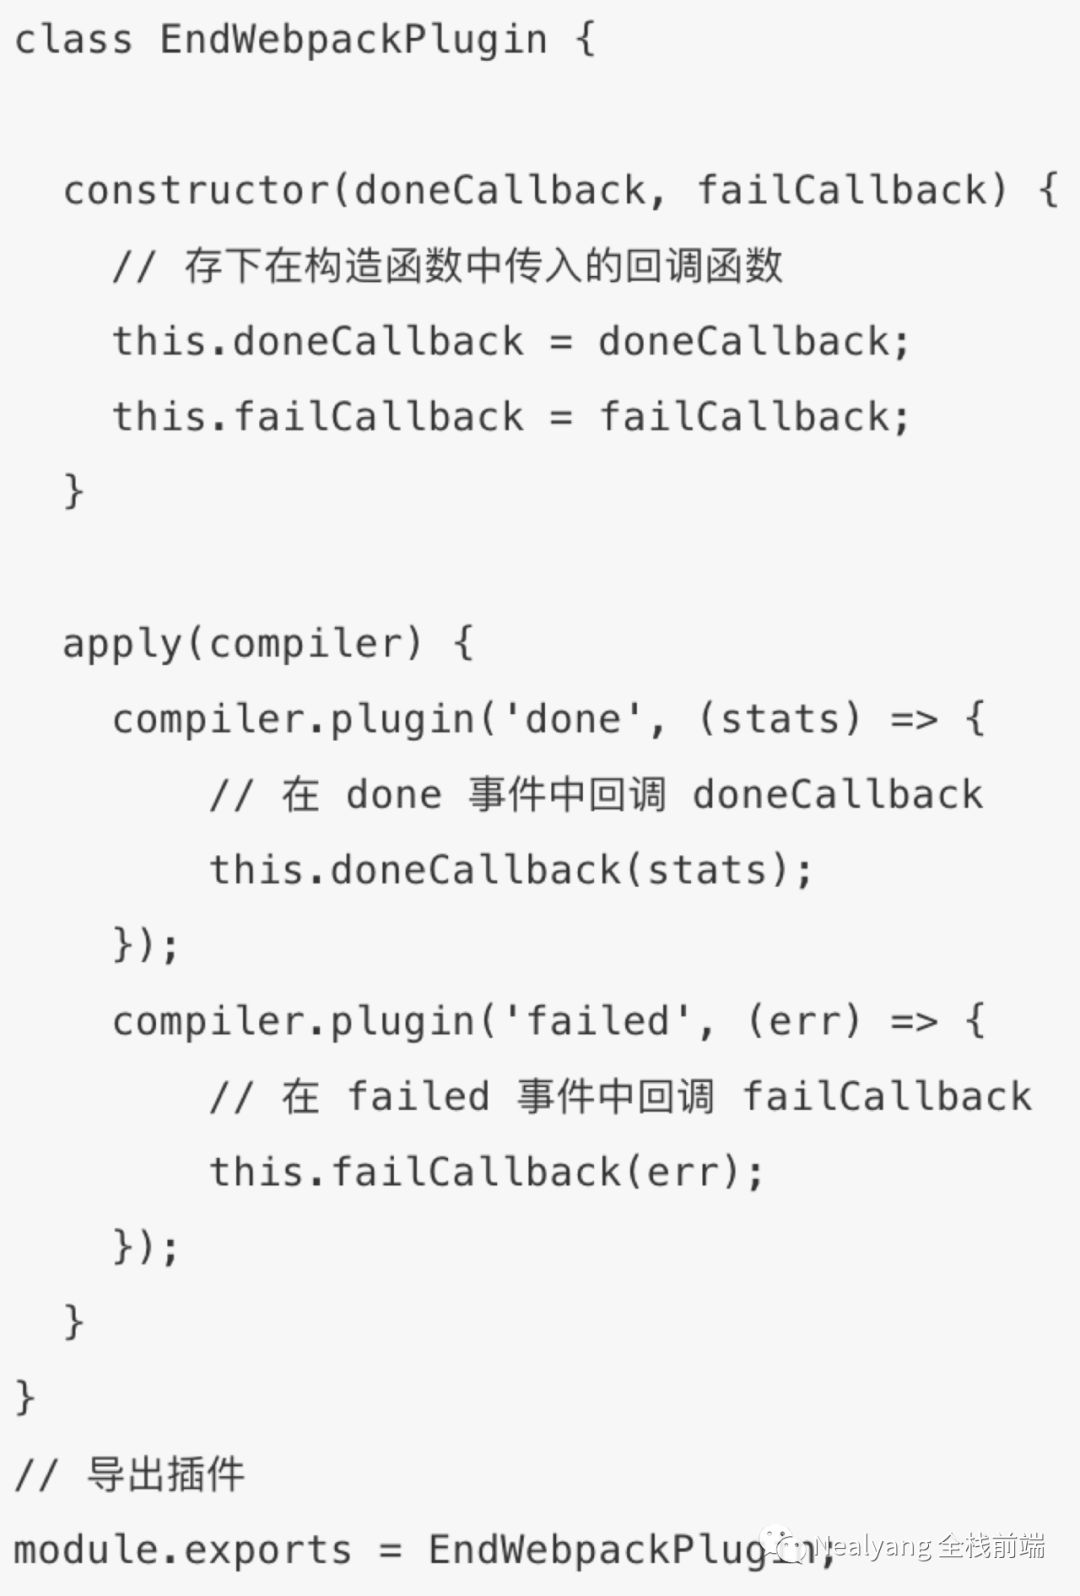 class EndWebpackPlugin {
constructor(doneCallback, failCallback) {
// 存下在构造函数中传入的回调函数
this.doneCallback = doneCallback;
this.failCallback = failCallback;
}
apply(compiler) {
compiler.plugin('done', (stats) => {
// 在 done 事件中回调 doneCallback
this.doneCallback(stats);
});
compiler.plugin('failed', (err) => {
// 在 failed 事件中回调 failCallback
this.failCallback(err);
});
}
}
// 导出插件
module.exports = EndWebpackPlugin;
Nealyang 全栈前端